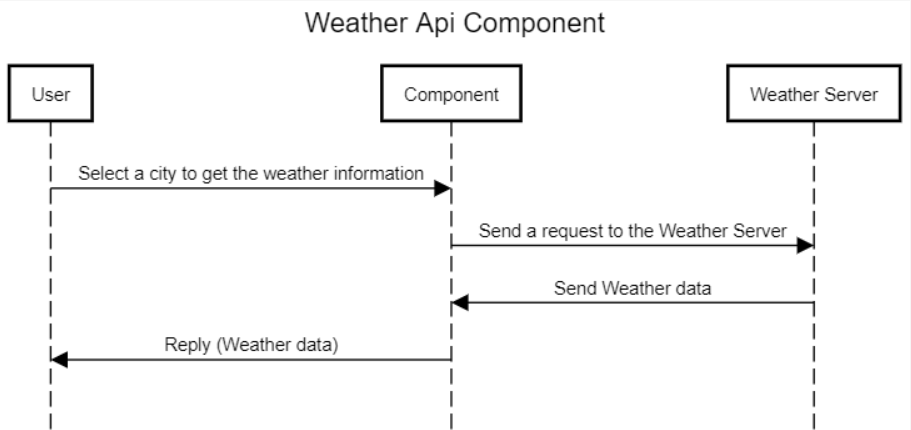 Weather Api Component
User
Component
Weather Server
Select a city to get the weather information
Send a request to the Weather Server
Send Weather data
Reply (Weather data)